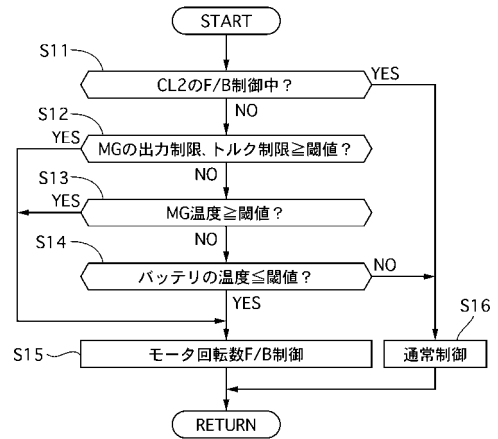 START
S11
CL2のF/B制御中?
YES
NO
S12
YES
MGの出力制限、トルク制限≧閾値?
NO
S13
YES
MG温度≧閾値?
NO
S14
バッテリの温度≦閾値?
NO
YES
S16
S15
モータ回転数F/B制御
通常制御
RETURN